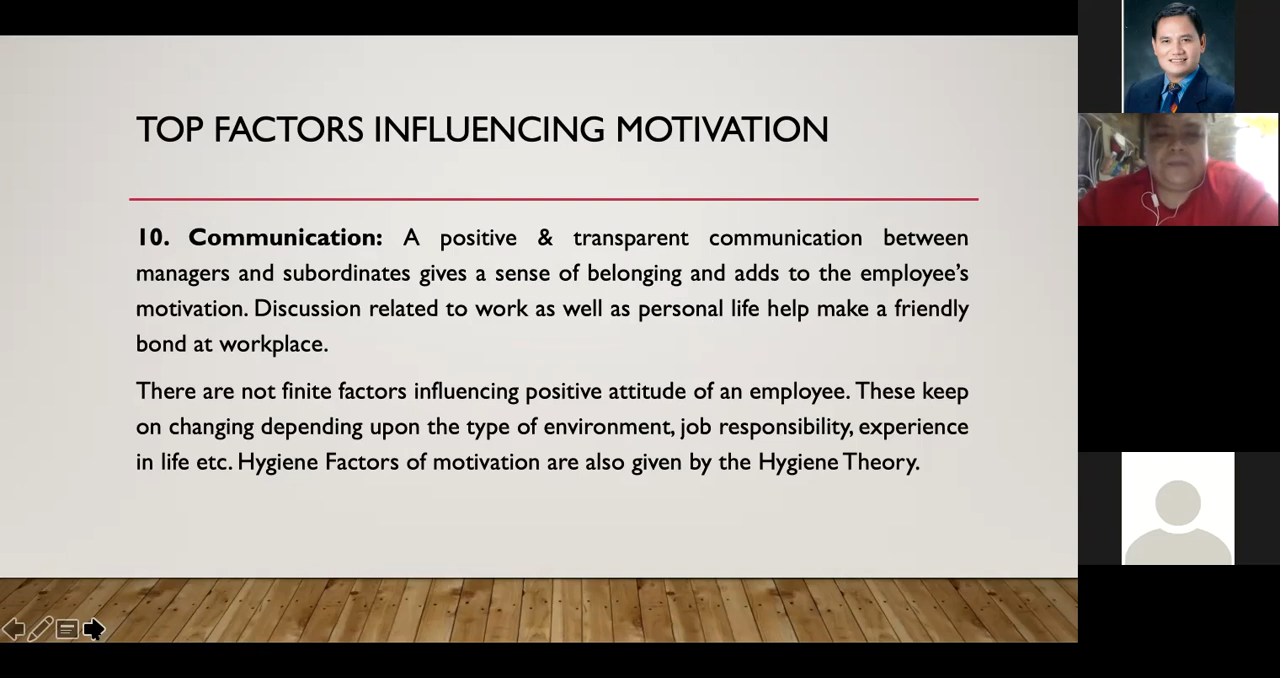 TOP FACTORS INFLUENCING MOTIVATION
10. Communication: A positive & transparent communication between
managers and subordinates gives a sense of belonging and adds to the employee’s
motivation. Discussion related to work as well as personal life help make a friendly
bond at workplace.
There are not finite factors influencing positive attitude of an employee. These keep
on changing depending upon the type of environment, job responsibility, experience
in life etc. Hygiene Factors of motivation are also given by the Hygiene Theory.